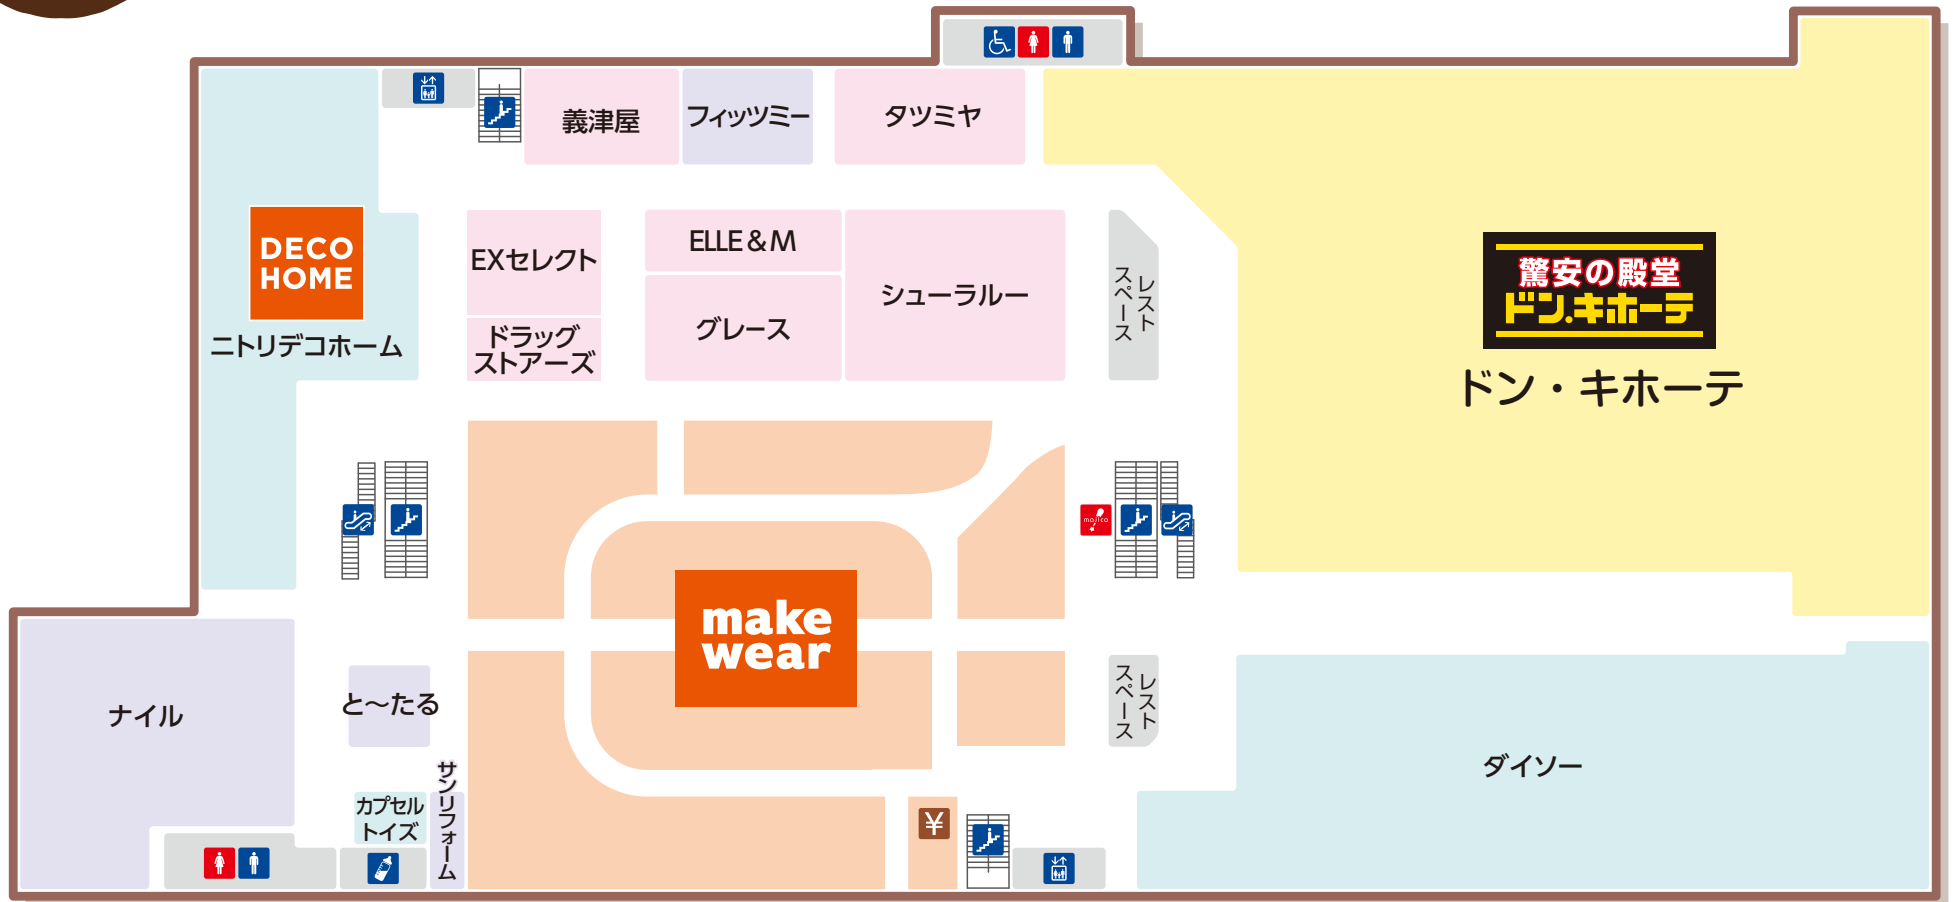 義津屋
フィッツミー
タツミヤ
DECO
HOME
ニトリデコホーム
EXセレクト
ドラッグ
ストアーズ
ELLE & M
グレース
シューラルー
レスト
スペース
驚安の殿堂
ドン.キホーテ
ドン・キホーテ
majica
make
wear
ナイル
と〜たる
カプセル
トイズ
サンリフォーム
¥
レスト
スペース
ダイソー